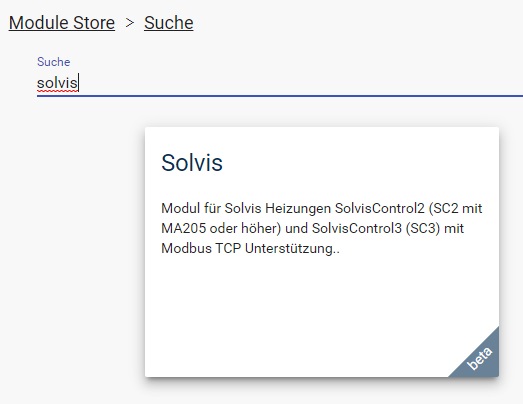 Module Store > Suche
Suche
solvis
Solvis
Modul für Solvis Heizungen SolvisControl2 (SC2 mit
MA205 oder höher) und SolvisControl3 (SC3) mit
Modbus TCP Unterstützung..
beta